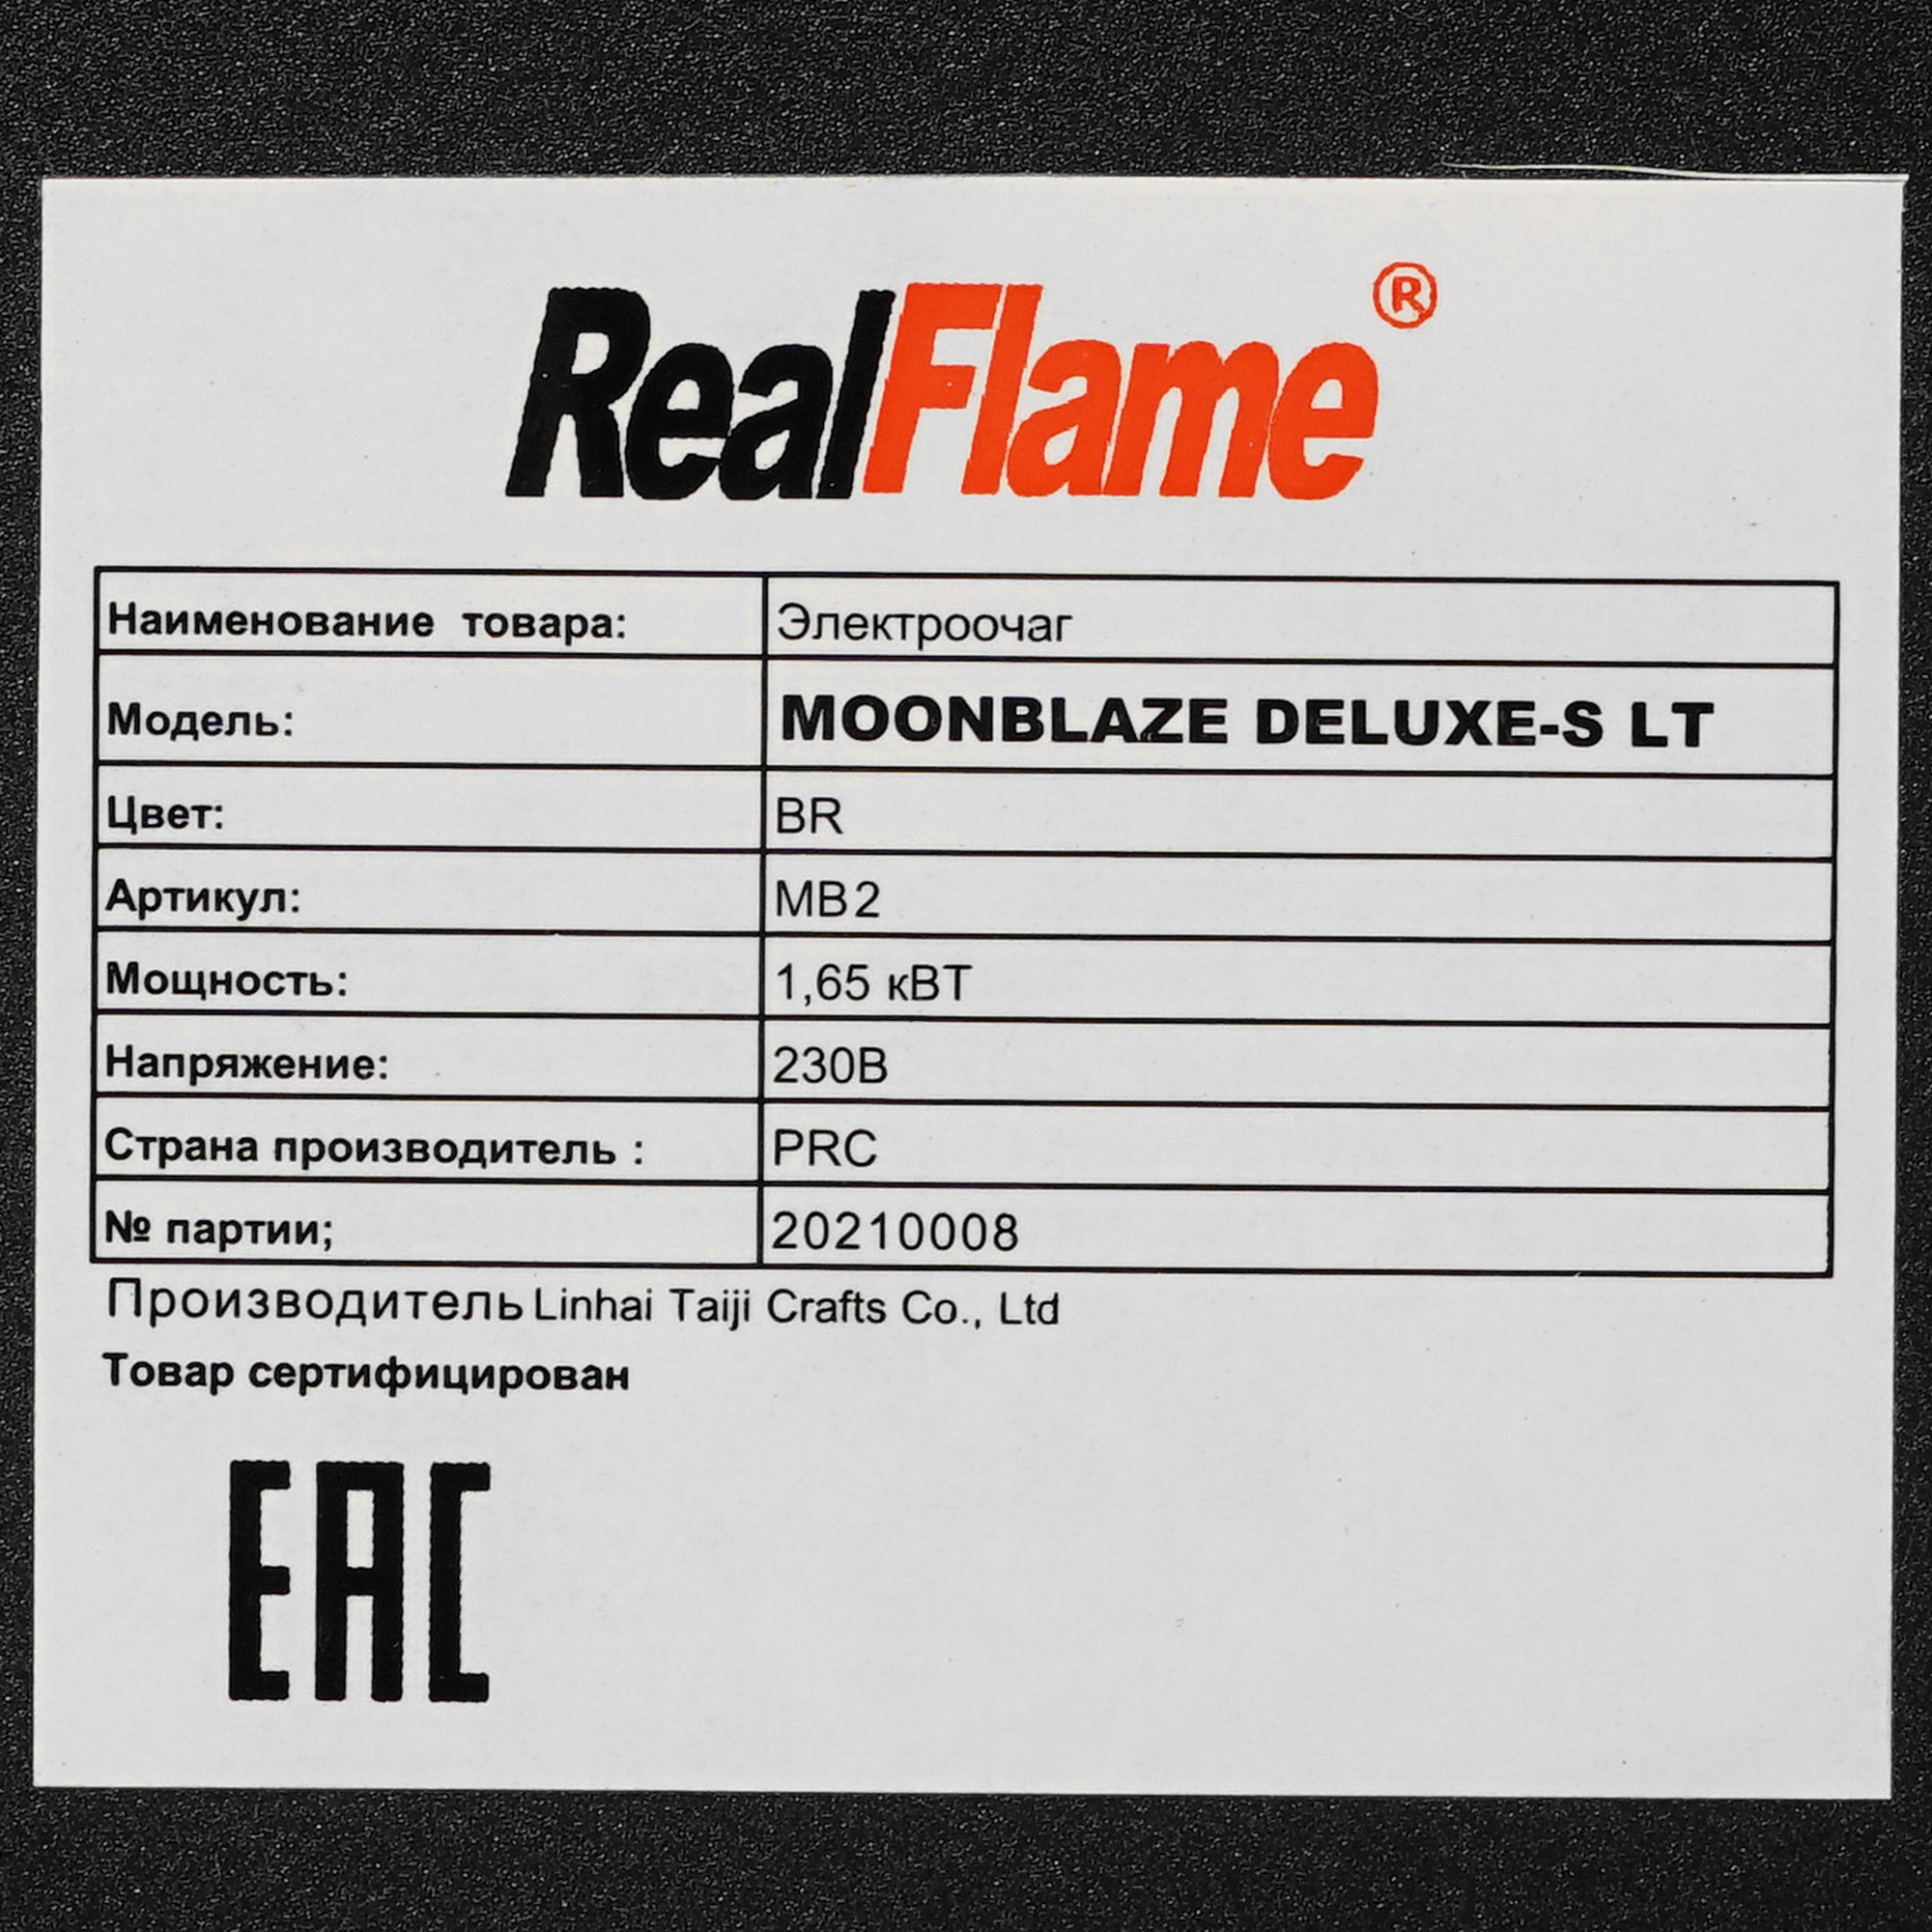 RealFlame®
Наименование товара: Электроочаг
Модель: MOONBLAZE DELUXE-S LT
Цвет: BR
Артикул: MB2
Мощность: 1,65 кВТ
Напряжение: 230В
Страна производитель : PRC
№ партии; 20210008
Производитель Linhai Taiji Crafts Co., Ltd
Товар сертифицирован
EAC